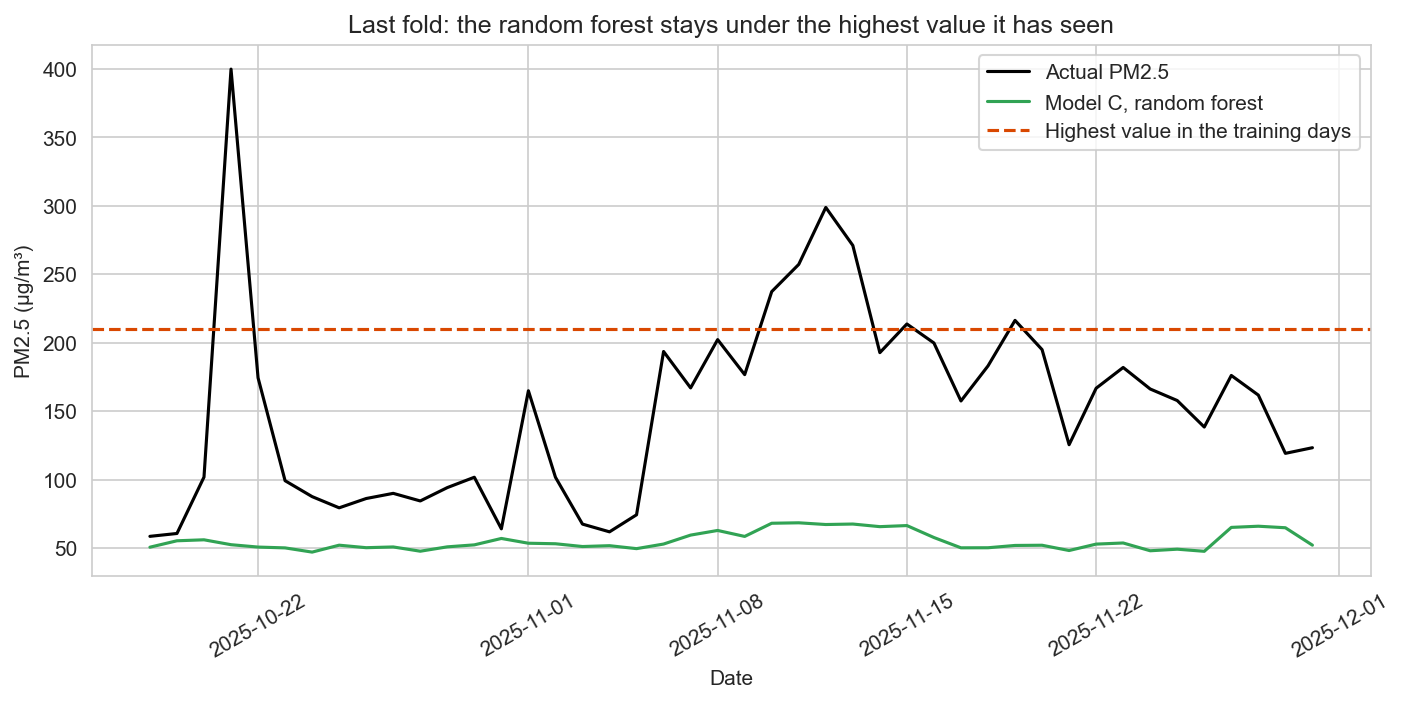 Last fold: the random forest stays under the highest value it has seen
Actual PM2.5
Model C, random forest
Highest value in the training days
400
350
300
250
200
150
100
50
PM2.5 (µg/m³)
2025-10-22
2025-11-01
2025-11-08
2025-11-15
2025-11-22
2025-12-01
Date